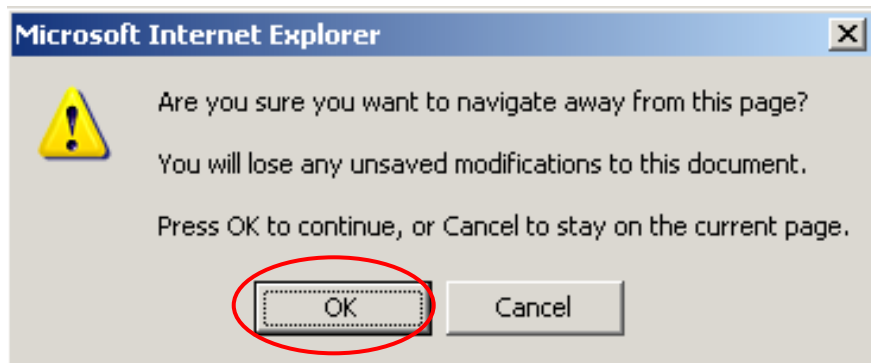 Microsoft Internet Explorer
Are you sure you want to navigate away from this page?
You will lose any unsaved modifications to this document.
Press OK to continue, or Cancel to stay on the current page.
OK Cancel